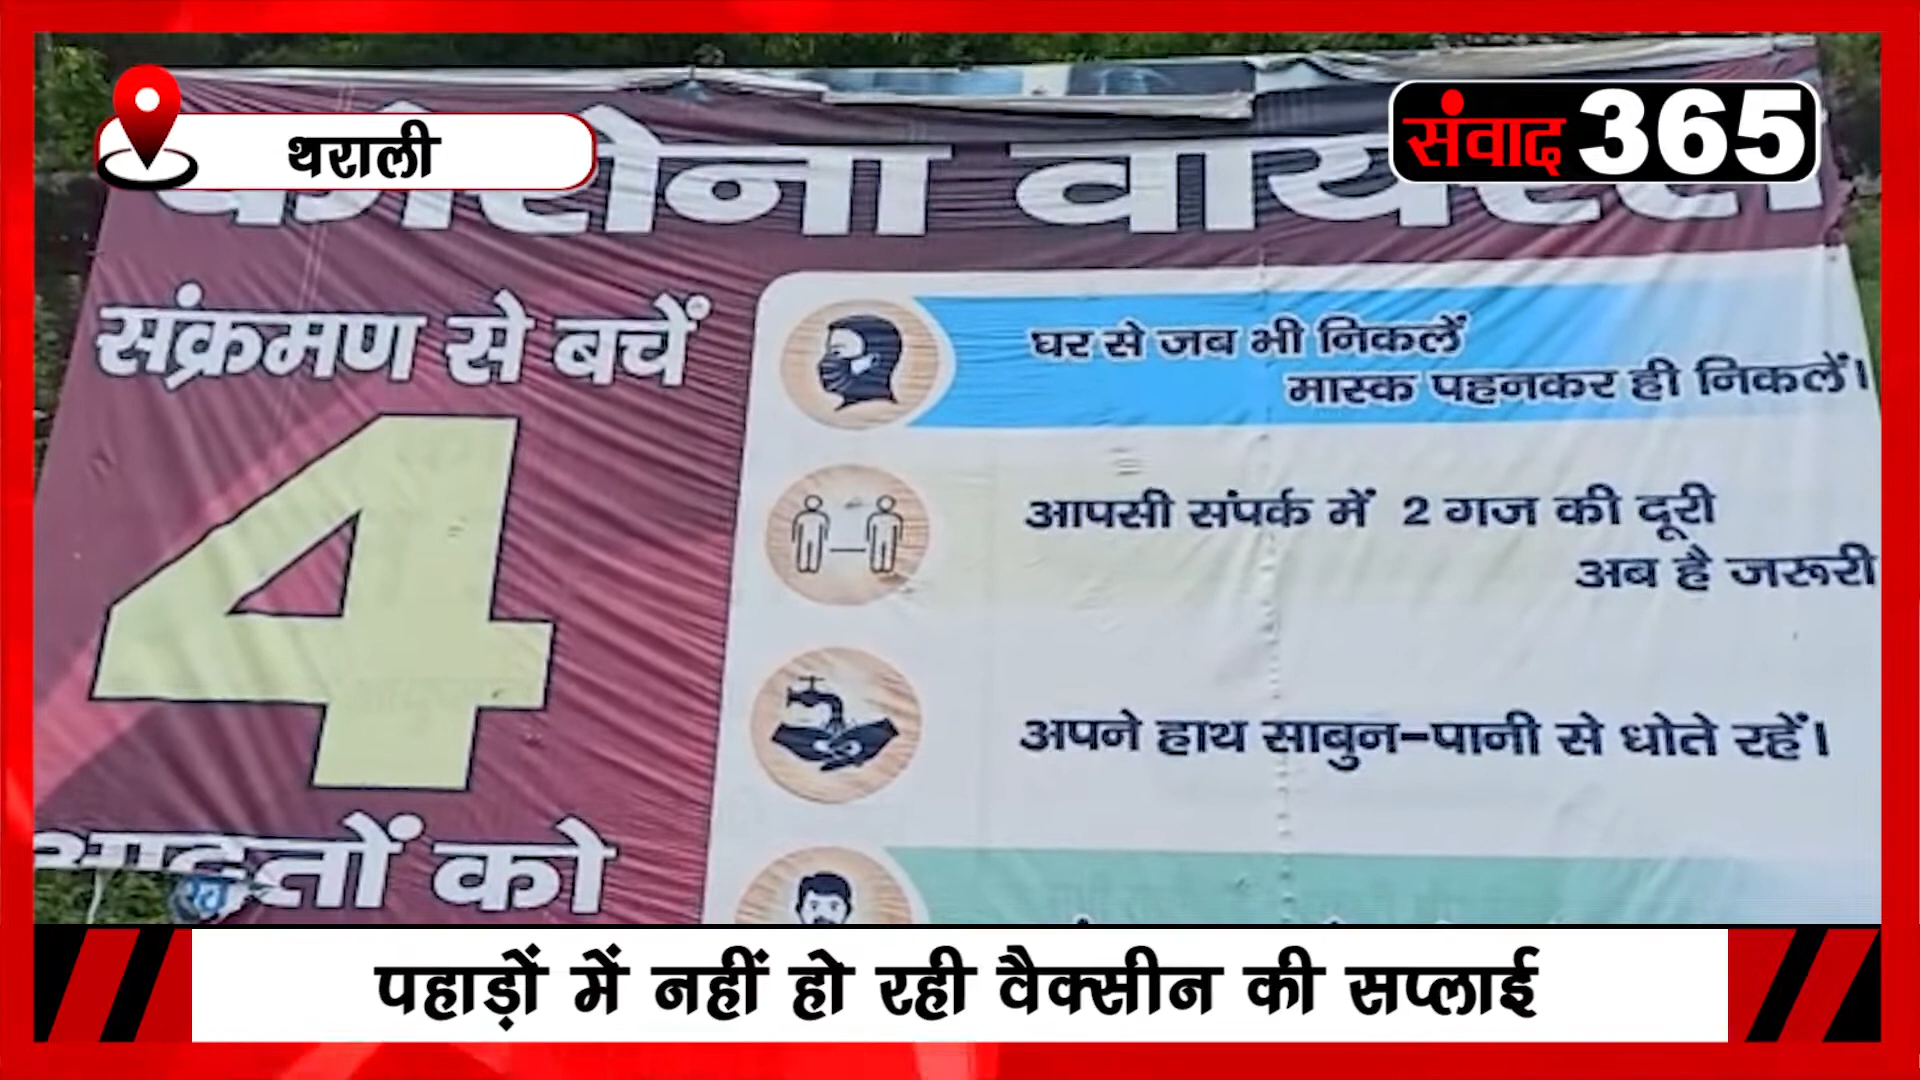 थराली
संवाद 365
कोरोना वायरस
संक्रमण से बचें
4
आदतों को
घर से जब भी निकलें
मास्क पहनकर ही निकलें।
आपसी संपर्क में 2 गज की दूरी
अब है जरूरी
अपने हाथ साबुन-पानी से धोते रहें।
पहाड़ों में नहीं हो रही वैक्सीन की सप्लाई